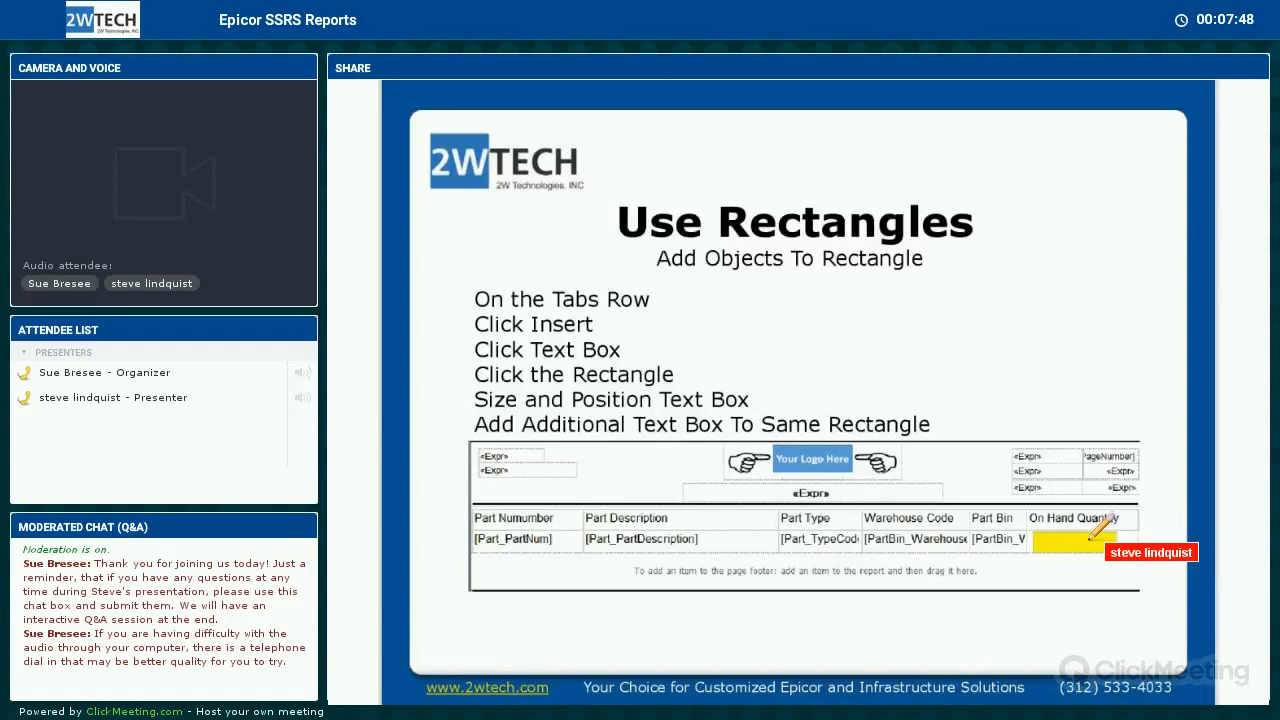 2WTECH
2W Technologies, INC
Epicor SSRS Reports
00:07:48
CAMERA AND VOICE
Audio attendee:
Sue Bresee
steve lindquist
ATTENDEE LIST
PRESENTERS
Sue Bresee - Organizer
steve lindquist - Presenter
MODERATED CHAT (Q&A)
Moderation is on.
Sue Bresee: Thank you for joining us today! Just a
reminder, that if you have any questions at any
time during Steve's presentation, please use this
chat box and submit them. We will have an
interactive Q&A session at the end.
Sue Bresee: If you are having difficulty with the
audio through your computer, there is a telephone
dial in that may be better quality for you to try.
Powered by ClickMeeting.com - Host your own meeting
SHARE
2WTECH
2W Technologies, INC
Use Rectangles
Add Objects To Rectangle
On the Tabs Row
Click Insert
Click Text Box
Click the Rectangle
Size and Position Text Box
Add Additional Text Box To Same Rectangle
«Expr» Your Logo Here «Expr» PageNumber]
«Expr» «Expr» «Expr»
«Expr» «Expr» «Expr»
Part Numumber Part Description Part Type Warehouse Code Part Bin On Hand Quantity
[Part_PartNum] [Part_PartDescription] [Part_TypeCod [PartBin_Warehouse [PartBin_W
steve lindquist
To add an item to the page footer: add an item to the report and then drag it here.
ClickMeeting
www.2wtech.com Your Choice for Customized Epicor and Infrastructure Solutions (312) 533-4033